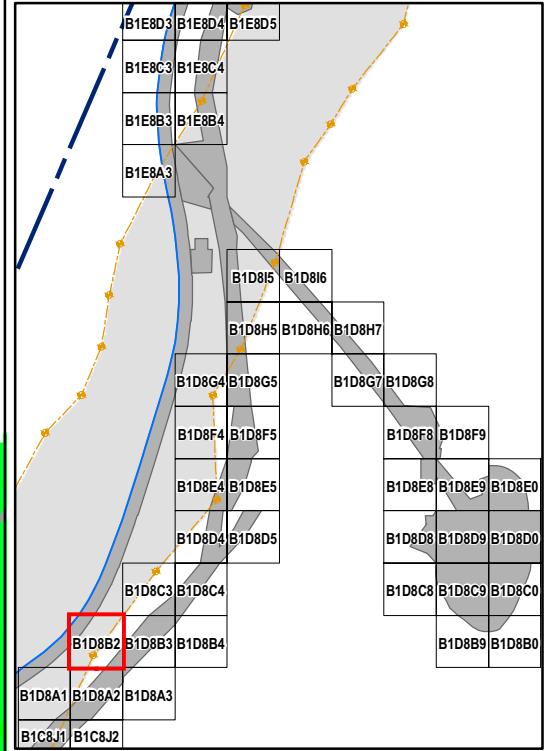 B1E8D3 B1E8D4 B1E8D5
B1E8C3 B1E8C4
B1E8B3 B1E8B4
B1E8A3
B1D8I5 B1D8I6
B1D8H5 B1D8H6 B1D8H7
B1D8G4 B1D8G5 B1D8G7 B1D8G8
B1D8F4 B1D8F5 B1D8F8 B1D8F9
B1D8E4 B1D8E5 B1D8E8 B1D8E9 B1D8E0
B1D8D4 B1D8D5 B1D8D8 B1D8D9 B1D8D0
B1D8C3 B1D8C4 B1D8C8 B1D8C9 B1D8C0
B1D8B2 B1D8B3 B1D8B4 B1D8B9 B1D8B0
B1D8A1 B1D8A2 B1D8A3
B1C8J1 B1C8J2